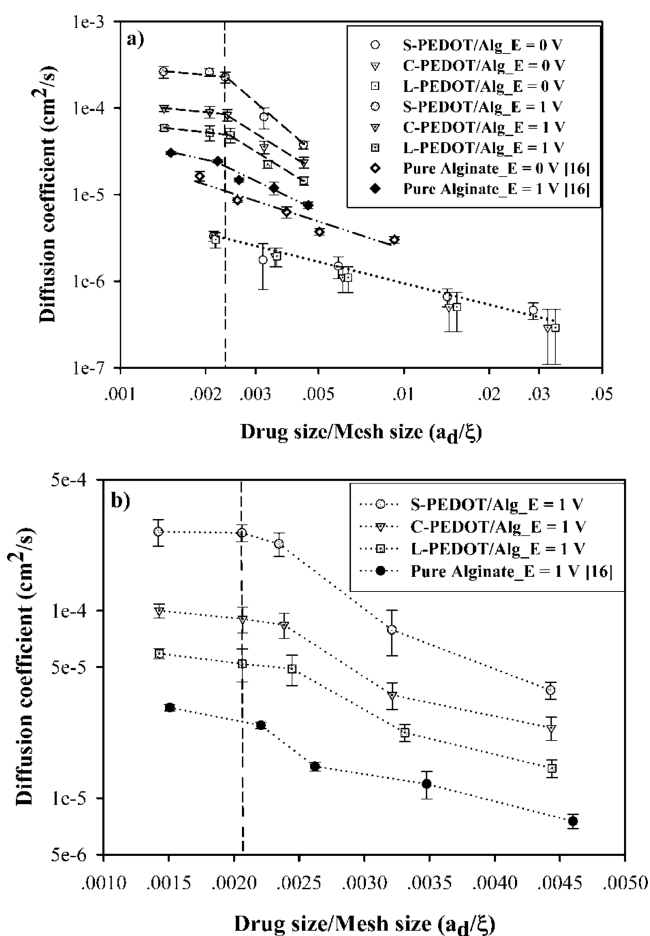 a)
1e-3
1e-4
1e-5
1e-6
1e-7
Diffusion coefficient (cm²/s)
S-PEDOT/Alg_E = 0 V
C-PEDOT/Alg_E = 0 V
L-PEDOT/Alg_E = 0 V
S-PEDOT/Alg_E = 1 V
C-PEDOT/Alg_E = 1 V
L-PEDOT/Alg_E = 1 V
Pure Alginate_E = 0 V [16]
Pure Alginate_E = 1 V [16]
.001 .002 .003 .005 .01 .02 .03 .05
Drug size/Mesh size (a_d/ξ)
b)
5e-4
1e-4
5e-5
1e-5
5e-6
Diffusion coefficient (cm²/s)
S-PEDOT/Alg_E = 1 V
C-PEDOT/Alg_E = 1 V
L-PEDOT/Alg_E = 1 V
Pure Alginate_E = 1 V [16]
.0010 .0015 .0020 .0025 .0030 .0035 .0040 .0045 .0050
Drug size/Mesh size (a_d/ξ)